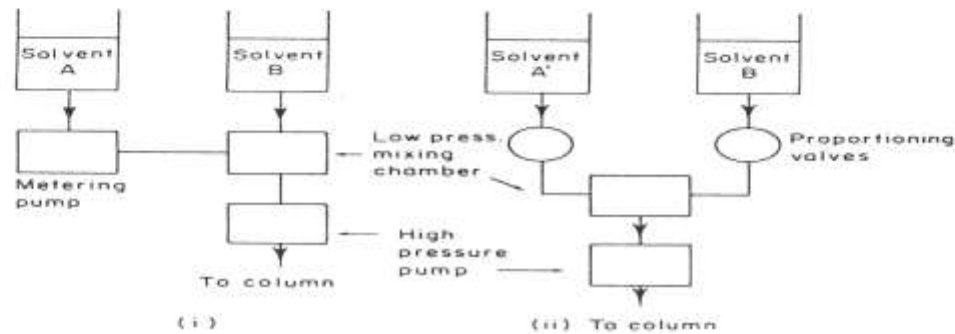 Solvent
A
Solvent
B
Solvent
A'
Solvent
B
Low press.
mixing
chamber
Proportioning
valves
Metering
pump
High
pressure
pump
To column
(i)
(ii) To column